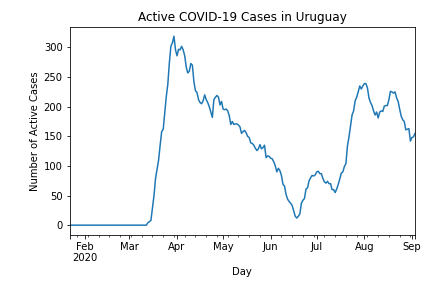 Active COVID-19 Cases in Uruguay
Number of Active Cases
300
250
200
150
100
50
0
Feb Mar Apr May Jun Jul Aug Sep
2020
Day